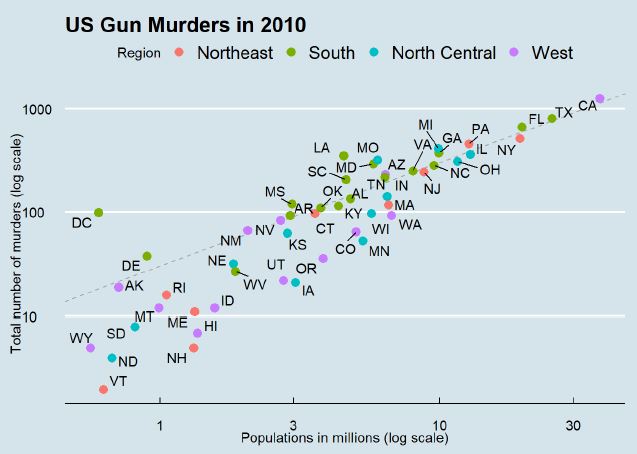 US Gun Murders in 2010
Region Northeast South North Central West
Total number of murders (log scale)
1000
100
10
CA
TX
FL
MI
PA
GA
VA
IL
NY
LA
MO
MD
AZ
SC
NC
OH
NJ
TN
IN
MS
OK
AL
AR
MA
KY
DC
CT
WI
WA
NM
NV
KS
CO
MN
DE
NE
WV
UT
OR
IA
AK
RI
ID
MT
ME
HI
SD
WY
NH
ND
VT
1 3 10 30
Populations in millions (log scale)